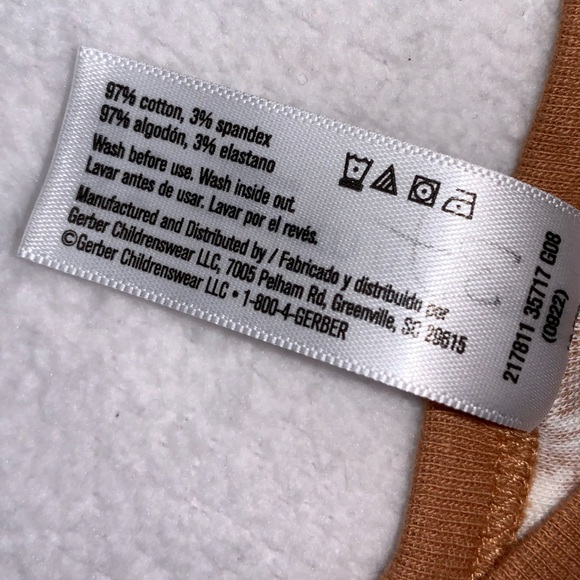 97% cotton, 3% spandex
97% algodón, 3% elastano
Wash before use. Wash inside out.
Lavar antes de usar. Lavar por el revés.
Manufactured and Distributed by / Fabricado y distribuido por
Gerber Childrenswear LLC, 7005 Pelham Rd, Greenville, SC 29615
©Gerber Childrenswear LLC • 1-800-4-GERBER
217811 35717 G08
(0922)